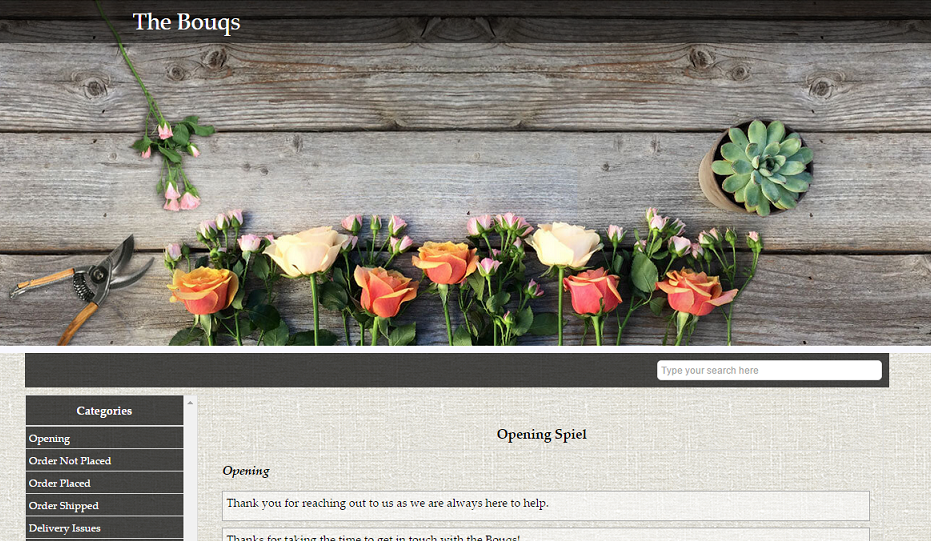 The Bouqs
Type your search here
Categories
Opening
Order Not Placed
Order Placed
Order Shipped
Delivery Issues
Opening Spiel
Opening
Thank you for reaching out to us as we are always here to help.
Thanks for taking the time to get in touch with the Bouqs!